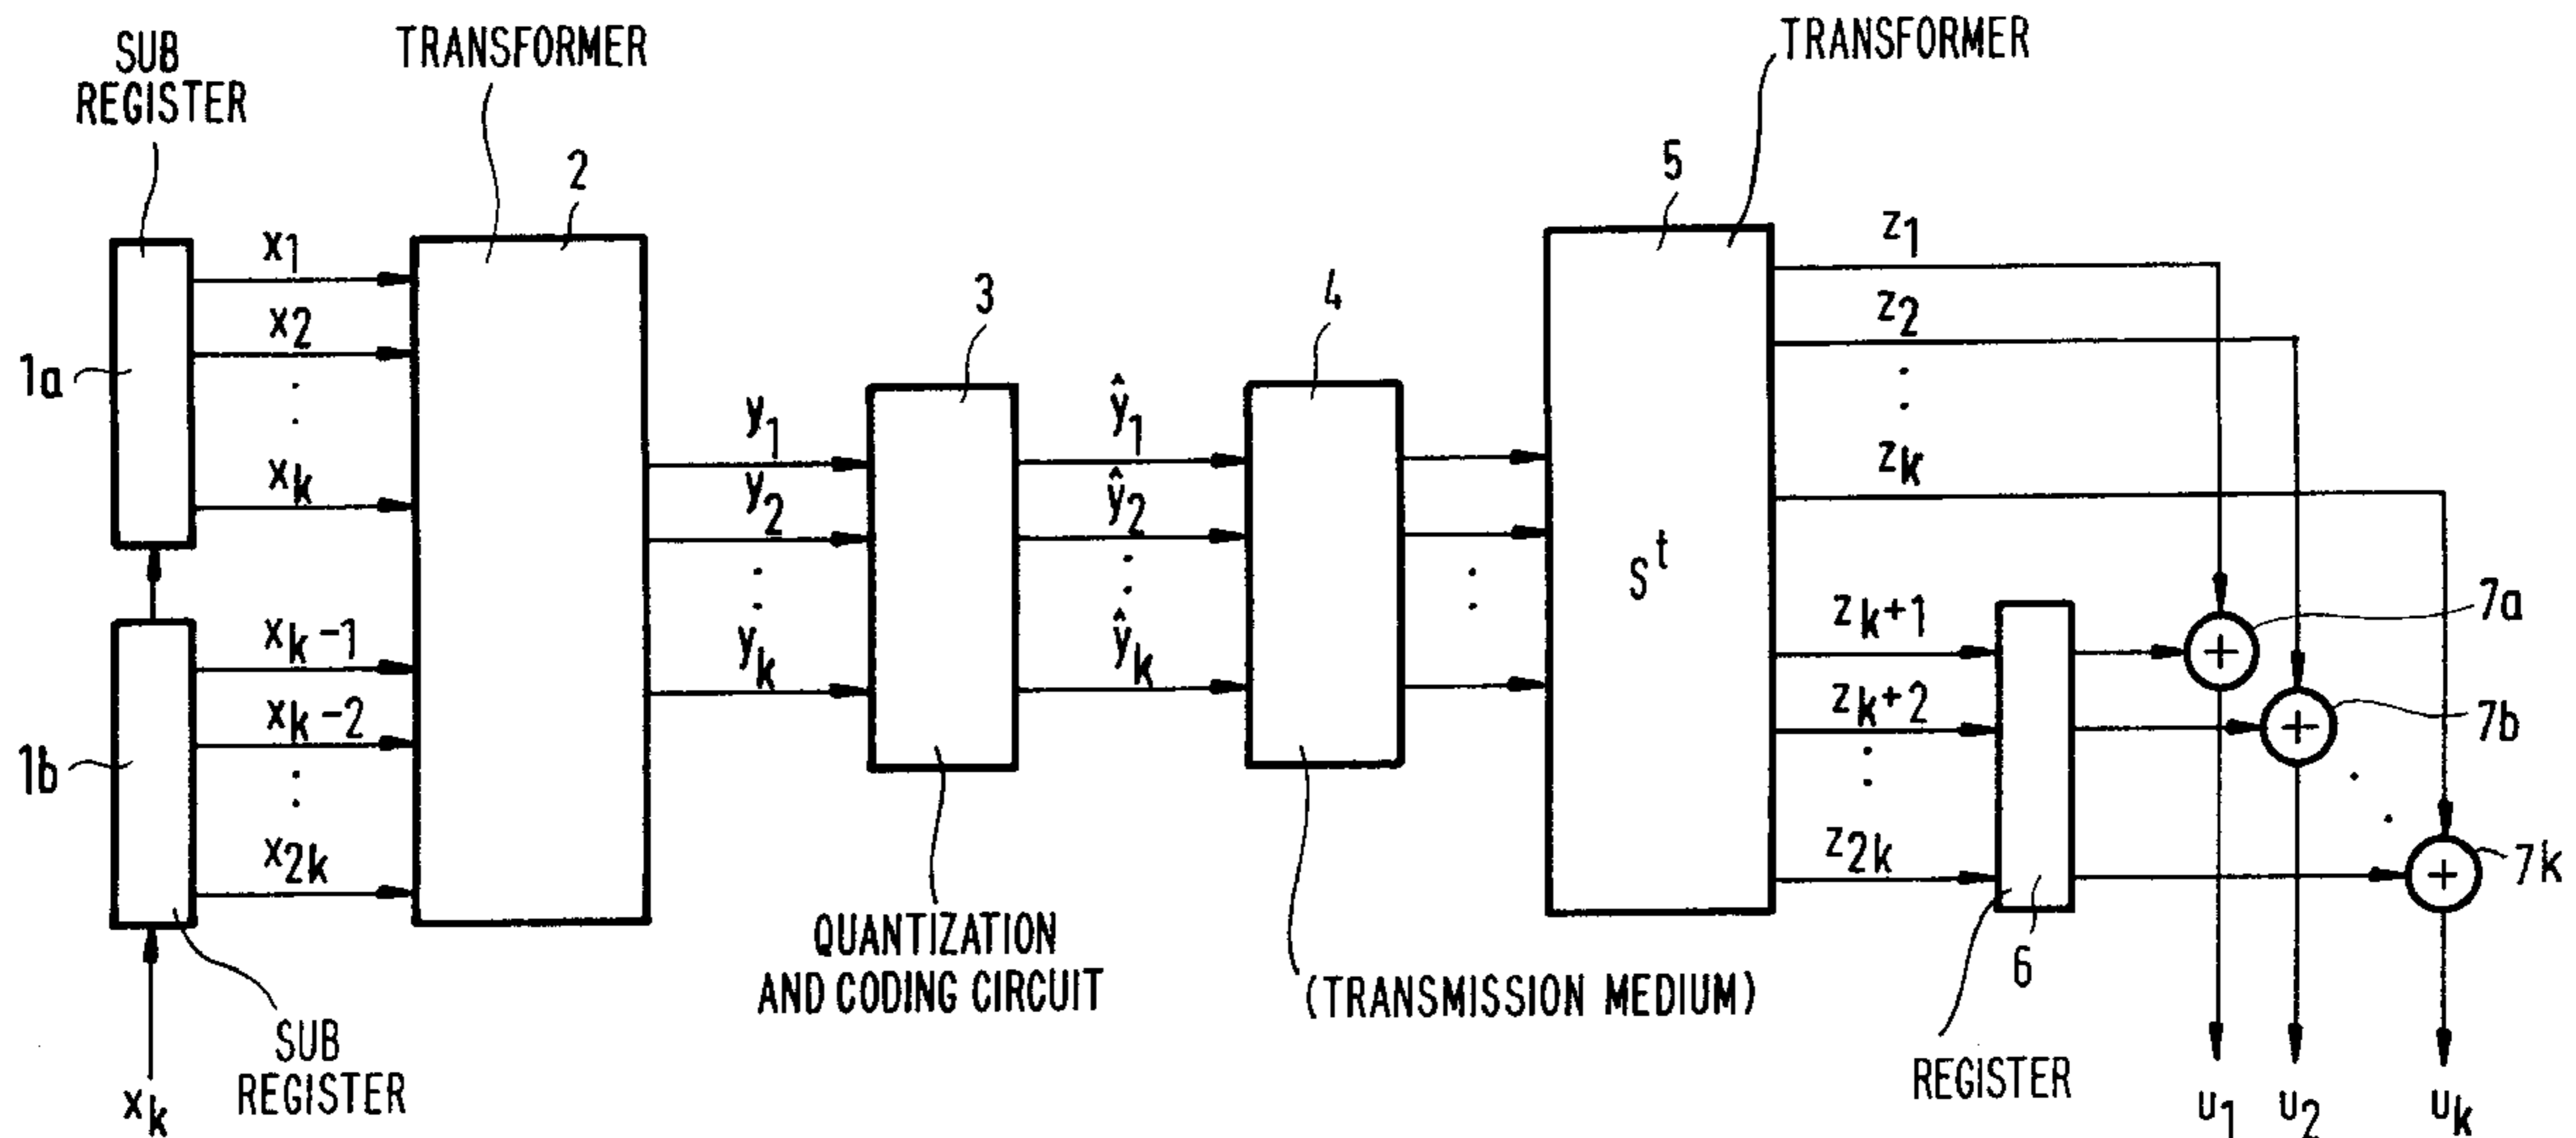 SUB
REGISTER
TRANSFORMER
TRANSFORMER
2
5
x1
x2
xk
1a
3
4
z1
z2
zk
y1
y2
yk
ŷ1
ŷ2
ŷk
S^t
xk-1
xk-2
x2k
1b
zk+1
zk+2
z2k
+
+
+
7a
7b
7k
6
QUANTIZATION
AND CODING CIRCUIT
(TRANSMISSION MEDIUM)
SUB
REGISTER
REGISTER
xk
u1
u2
uk